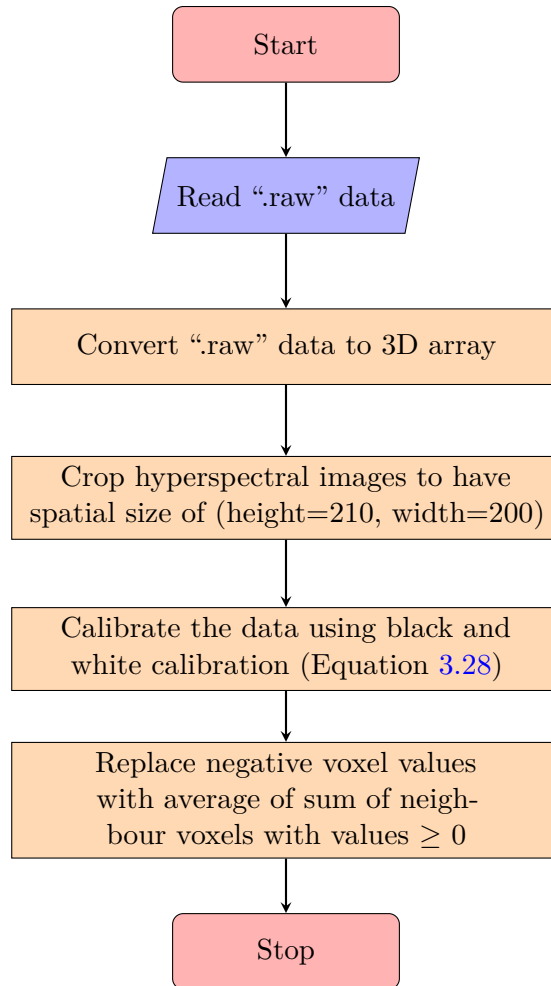 Start
Read “.raw” data
Convert “.raw” data to 3D array
Crop hyperspectral images to have
spatial size of (height=210, width=200)
Calibrate the data using black and
white calibration (Equation 3.28)
Replace negative voxel values
with average of sum of neigh-
bour voxels with values ≥ 0
Stop